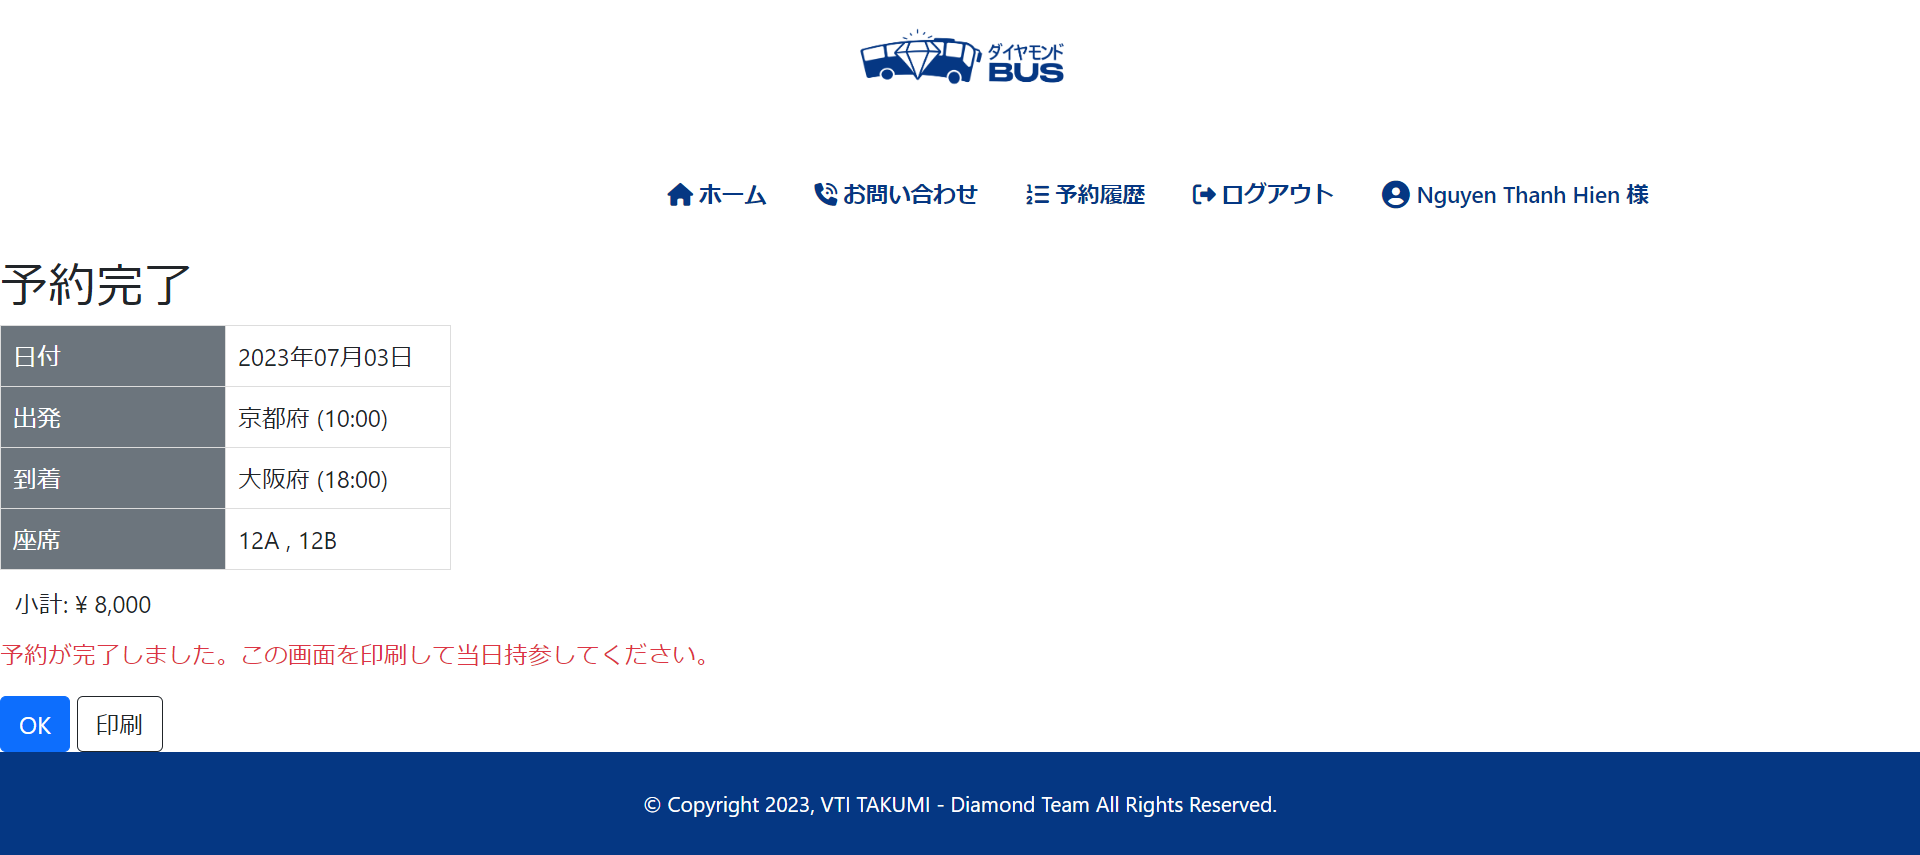 ダイヤモンド
BUS
ホーム お問い合わせ 予約履歴 ログアウト Nguyen Thanh Hien 様
予約完了
日付 2023年07月03日
出発 京都府 (10:00)
到着 大阪府 (18:00)
座席 12A , 12B
小計: ¥ 8,000
予約が完了しました。この画面を印刷して当日持参してください。
OK 印刷
© Copyright 2023, VTI TAKUMI - Diamond Team All Rights Reserved.